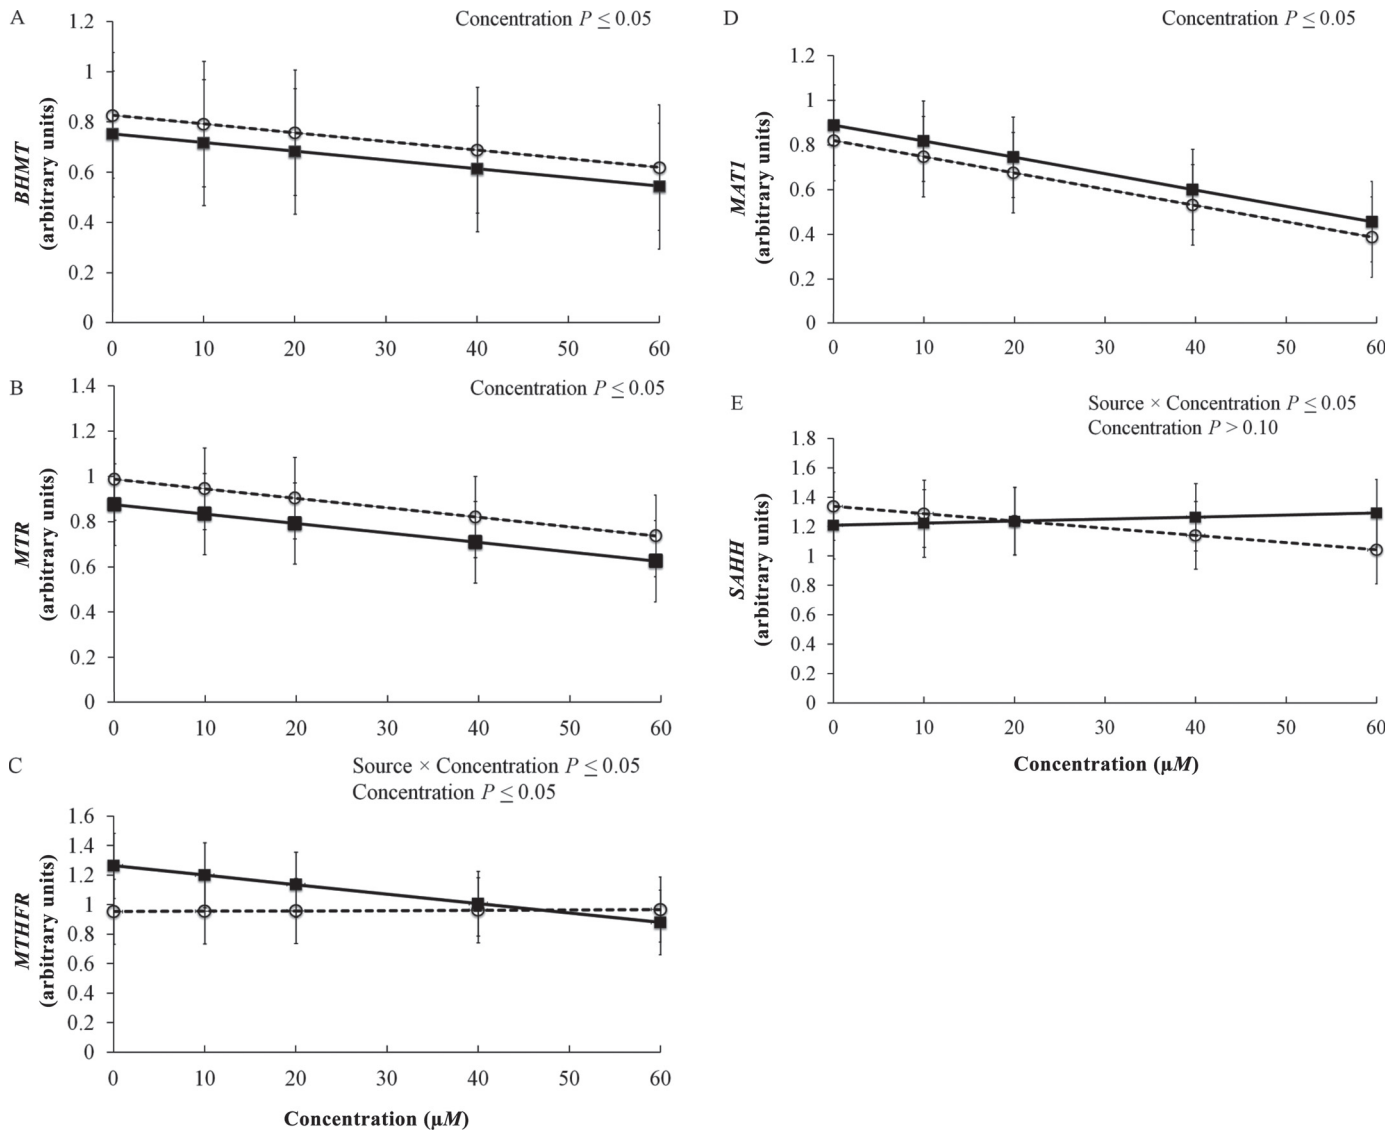 A
Concentration P ≤ 0.05
BHMT
(arbitrary units)
1.2
1
0.8
0.6
0.4
0.2
0
0 10 20 30 40 50 60
B
Concentration P ≤ 0.05
MTR
(arbitrary units)
1.4
1.2
1
0.8
0.6
0.4
0.2
0
0 10 20 30 40 50 60
C
Source × Concentration P ≤ 0.05
Concentration P ≤ 0.05
MTHFR
(arbitrary units)
1.6
1.4
1.2
1
0.8
0.6
0.4
0.2
0
0 10 20 30 40 50 60
Concentration (µM)
D
Concentration P ≤ 0.05
MAT1
(arbitrary units)
1.2
1
0.8
0.6
0.4
0.2
0
0 10 20 30 40 50 60
E
Source × Concentration P ≤ 0.05
Concentration P > 0.10
SAHH
(arbitrary units)
1.8
1.6
1.4
1.2
1
0.8
0.6
0.4
0.2
0
0 10 20 30 40 50 60
Concentration (µM)